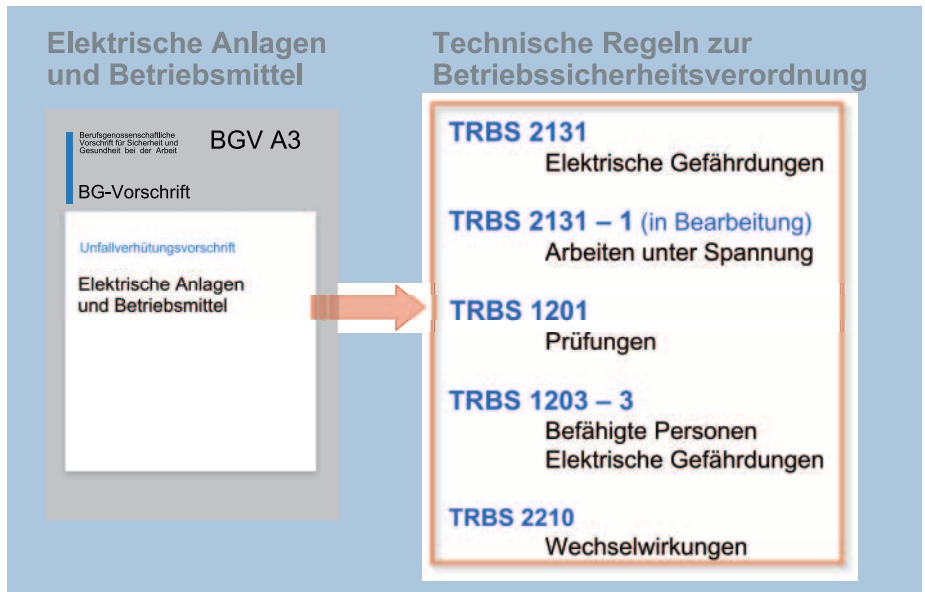 Elektrische Anlagen
und Betriebsmittel
Berufsgenossenschaftliche
Vorschrift für Sicherheit und
Gesundheit bei der Arbeit
BGV A3
BG-Vorschrift
Unfallverhütungsvorschrift
Elektrische Anlagen
und Betriebsmittel
Technische Regeln zur
Betriebssicherheitsverordnung
TRBS 2131
Elektrische Gefährdungen
TRBS 2131 – 1 (in Bearbeitung)
Arbeiten unter Spannung
TRBS 1201
Prüfungen
TRBS 1203 – 3
Befähigte Personen
Elektrische Gefährdungen
TRBS 2210
Wechselwirkungen